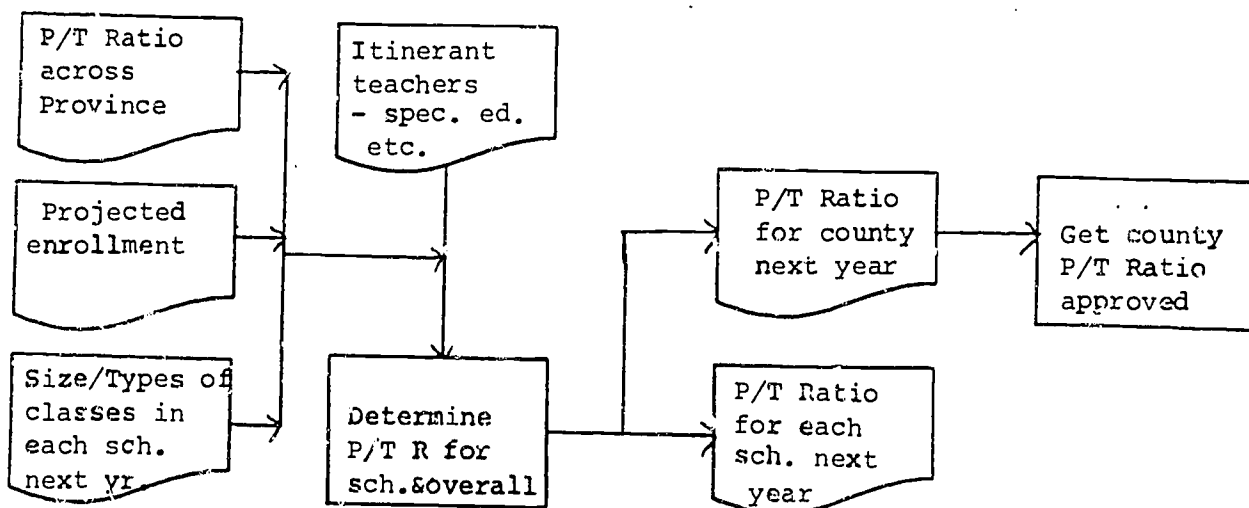 P/T Ratio
across
Province
Itinerant
teachers
- spec. ed.
etc.
Projected
enrollment
P/T Ratio
for county
next year
Get county
P/T Ratio
approved
Size/Types of
classes in
each sch.
next yr.
Determine
P/T R for
sch.&overall
P/T Ratio
for each
sch. next
year